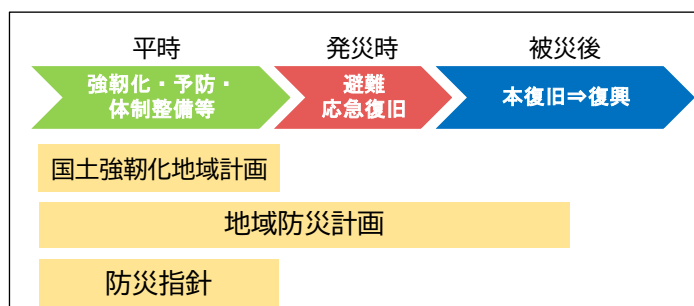 平時
発災時
被災後
強靭化・予防・
体制整備等
避難
応急復旧
本復旧⇒復興
国土強靭化地域計画
地域防災計画
防災指針